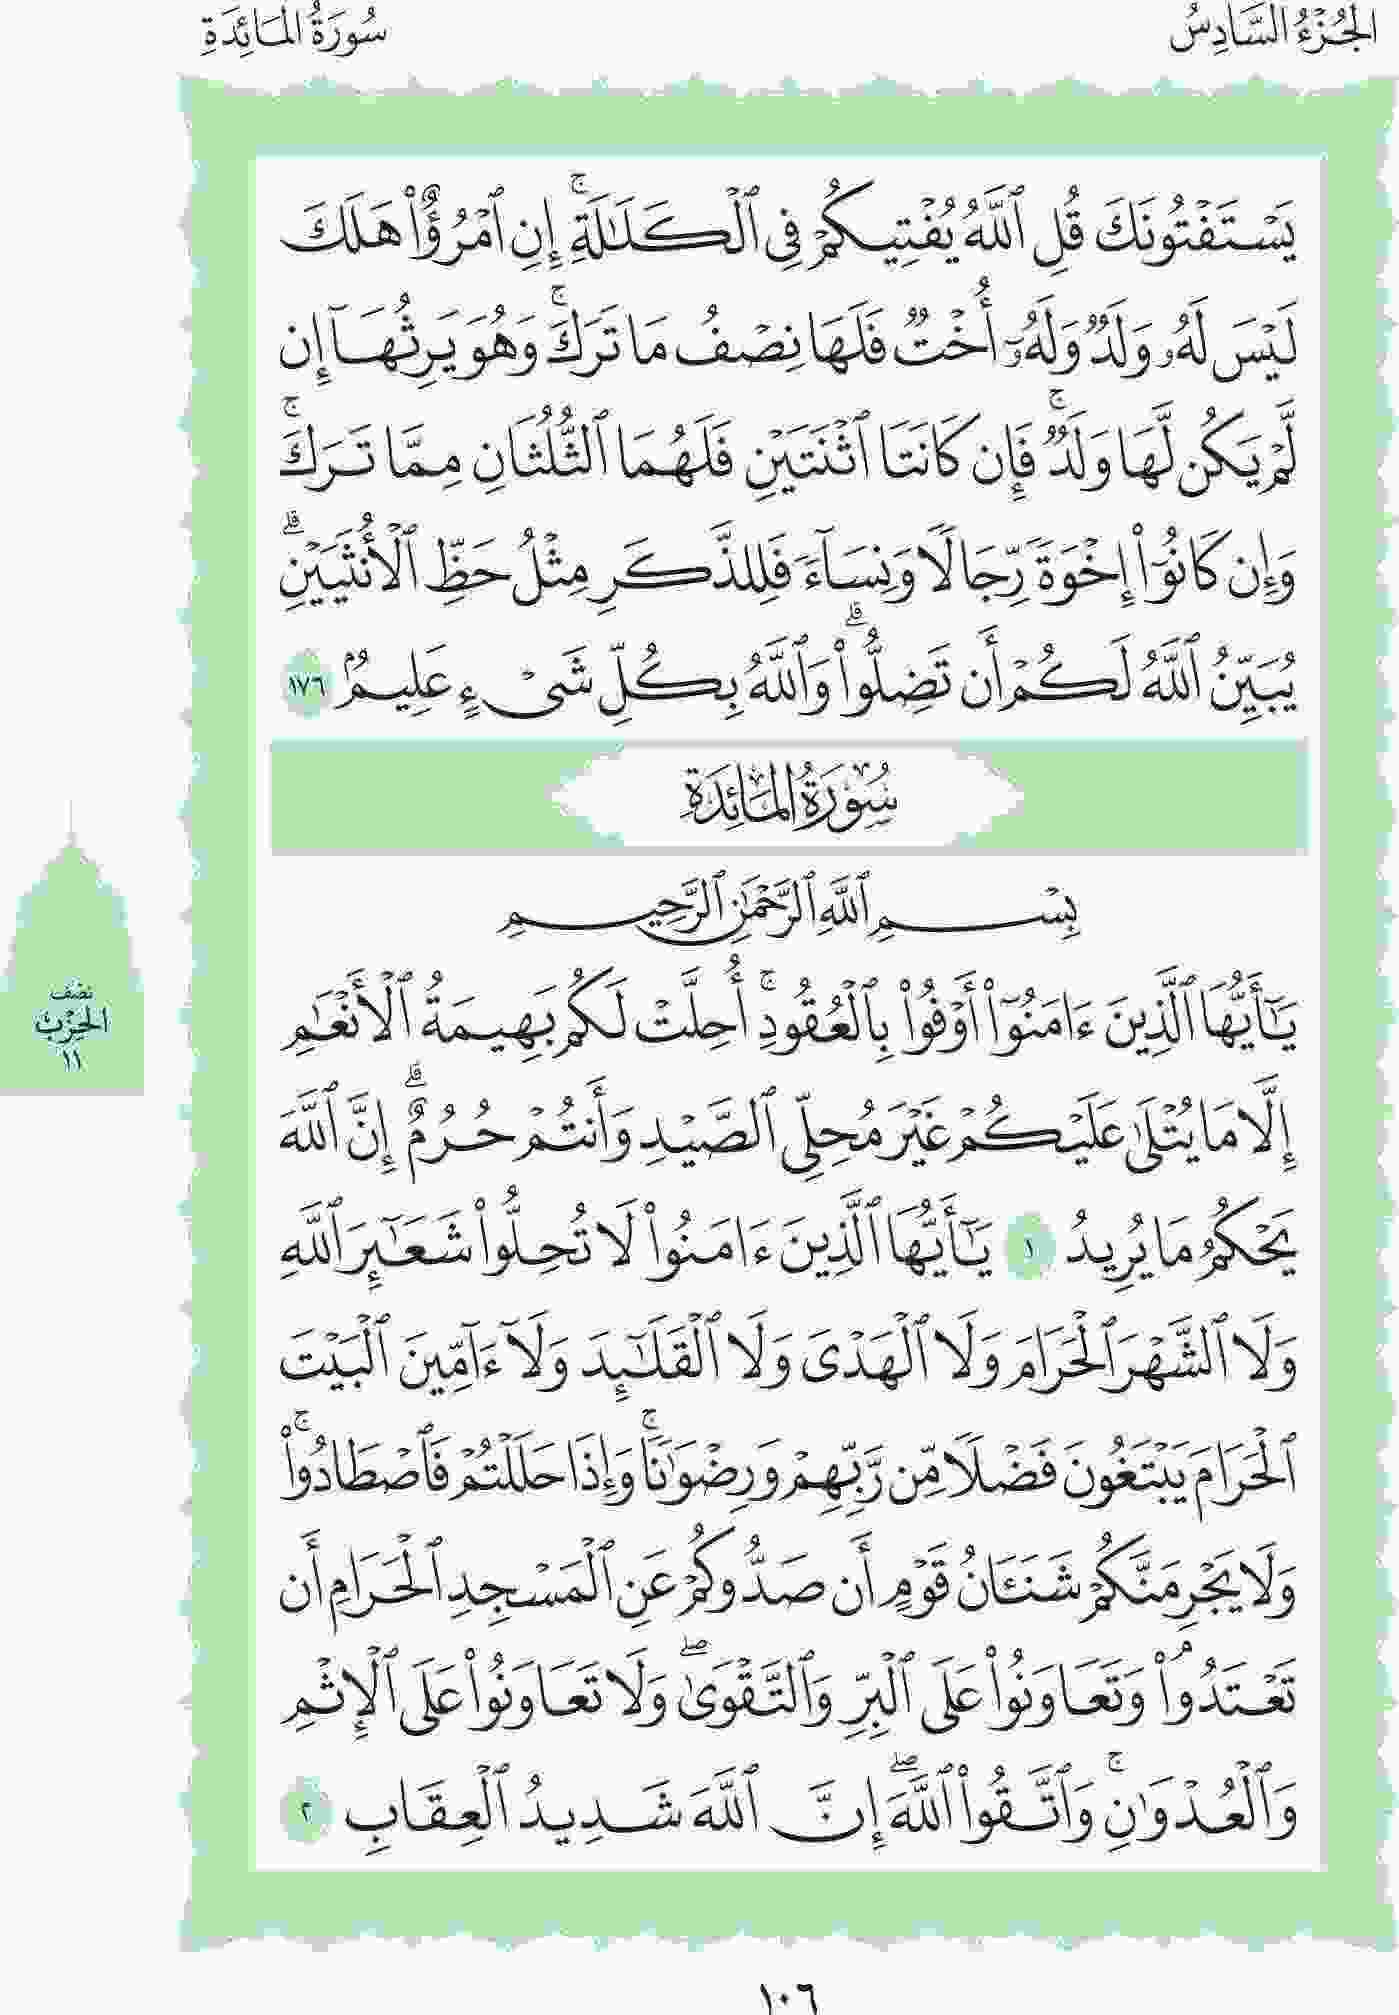 الجُزْءُ السَّادِسُ
سُورَةُ المَائِدَةِ
يَسْتَفْتُونَكَ قُلِ ٱللَّهُ يُفْتِيكُمْ فِى ٱلْكَلَـٰلَةِ ۚ إِنِ ٱمْرُؤٌا۟ هَلَكَ
لَيْسَ لَهُۥ وَلَدٌ وَلَهُۥٓ أُخْتٌ فَلَهَا نِصْفُ مَا تَرَكَ ۚ وَهُوَ يَرِثُهَآ إِن
لَّمْ يَكُن لَّهَا وَلَدٌ ۚ فَإِن كَانَتَا ٱثْنَتَيْنِ فَلَهُمَا ٱلثُّلُثَانِ مِمَّا تَرَكَ ۚ
وَإِن كَانُوٓا۟ إِخْوَةً رِّجَالًا وَنِسَآءً فَلِلذَّكَرِ مِثْلُ حَظِّ ٱلْأُنثَيَيْنِ ۗ
يُبَيِّنُ ٱللَّهُ لَكُمْ أَن تَضِلُّوا۟ ۗ وَٱللَّهُ بِكُلِّ شَىْءٍ عَلِيمٌۢ ١٧٦
سُورَةُ المَائِدَةِ
بِسْمِ ٱللَّهِ ٱلرَّحْمَـٰنِ ٱلرَّحِيمِ
يَـٰٓأَيُّهَا ٱلَّذِينَ ءَامَنُوٓا۟ أَوْفُوا۟ بِٱلْعُقُودِ ۚ أُحِلَّتْ لَكُم بَهِيمَةُ ٱلْأَنْعَـٰمِ
إِلَّا مَا يُتْلَىٰ عَلَيْكُمْ غَيْرَ مُحِلِّى ٱلصَّيْدِ وَأَنتُمْ حُرُمٌ ۗ إِنَّ ٱللَّهَ
يَحْكُمُ مَا يُرِيدُ ١ يَـٰٓأَيُّهَا ٱلَّذِينَ ءَامَنُوا۟ لَا تُحِلُّوا۟ شَعَـٰٓئِرَ ٱللَّهِ
وَلَا ٱلشَّهْرَ ٱلْحَرَامَ وَلَا ٱلْهَدْىَ وَلَا ٱلْقَلَـٰٓئِدَ وَلَآ ءَآمِّينَ ٱلْبَيْتَ
ٱلْحَرَامَ يَبْتَغُونَ فَضْلًا مِّن رَّبِّهِمْ وَرِضْوَٰنًا ۚ وَإِذَا حَلَلْتُمْ فَٱصْطَادُوا۟ ۚ
وَلَا يَجْرِمَنَّكُمْ شَنَـَٔانُ قَوْمٍ أَن صَدُّوكُمْ عَنِ ٱلْمَسْجِدِ ٱلْحَرَامِ أَن
تَعْتَدُوا۟ ۘ وَتَعَاوَنُوا۟ عَلَى ٱلْبِرِّ وَٱلتَّقْوَىٰ ۖ وَلَا تَعَاوَنُوا۟ عَلَى ٱلْإِثْمِ
وَٱلْعُدْوَٰنِ ۚ وَٱتَّقُوا۟ ٱللَّهَ ۖ إِنَّ ٱللَّهَ شَدِيدُ ٱلْعِقَابِ ٢
نصف
الحزب
١١
١٠٦